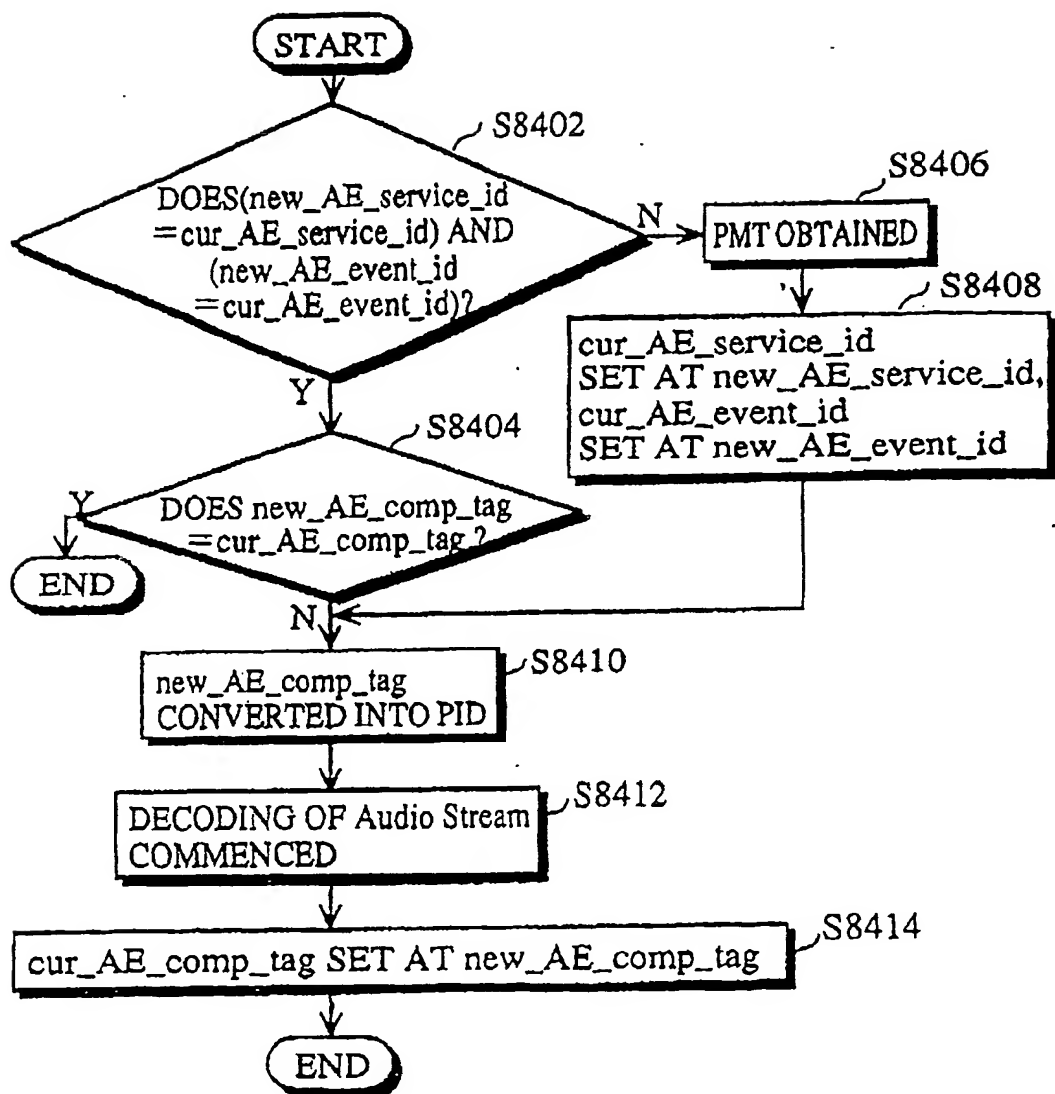 START
S8402
DOES(new_AE_service_id
=cur_AE_service_id) AND
(new_AE_event_id
=cur_AE_event_id)?
N
S8406
PMT OBTAINED
S8408
cur_AE_service_id
SET AT new_AE_service_id,
cur_AE_event_id
SET AT new_AE_event_id
Y
S8404
DOES new_AE_comp_tag
=cur_AE_comp_tag ?
Y
END
N
S8410
new_AE_comp_tag
CONVERTED INTO PID
S8412
DECODING OF Audio Stream
COMMENCED
S8414
cur_AE_comp_tag SET AT new_AE_comp_tag
END